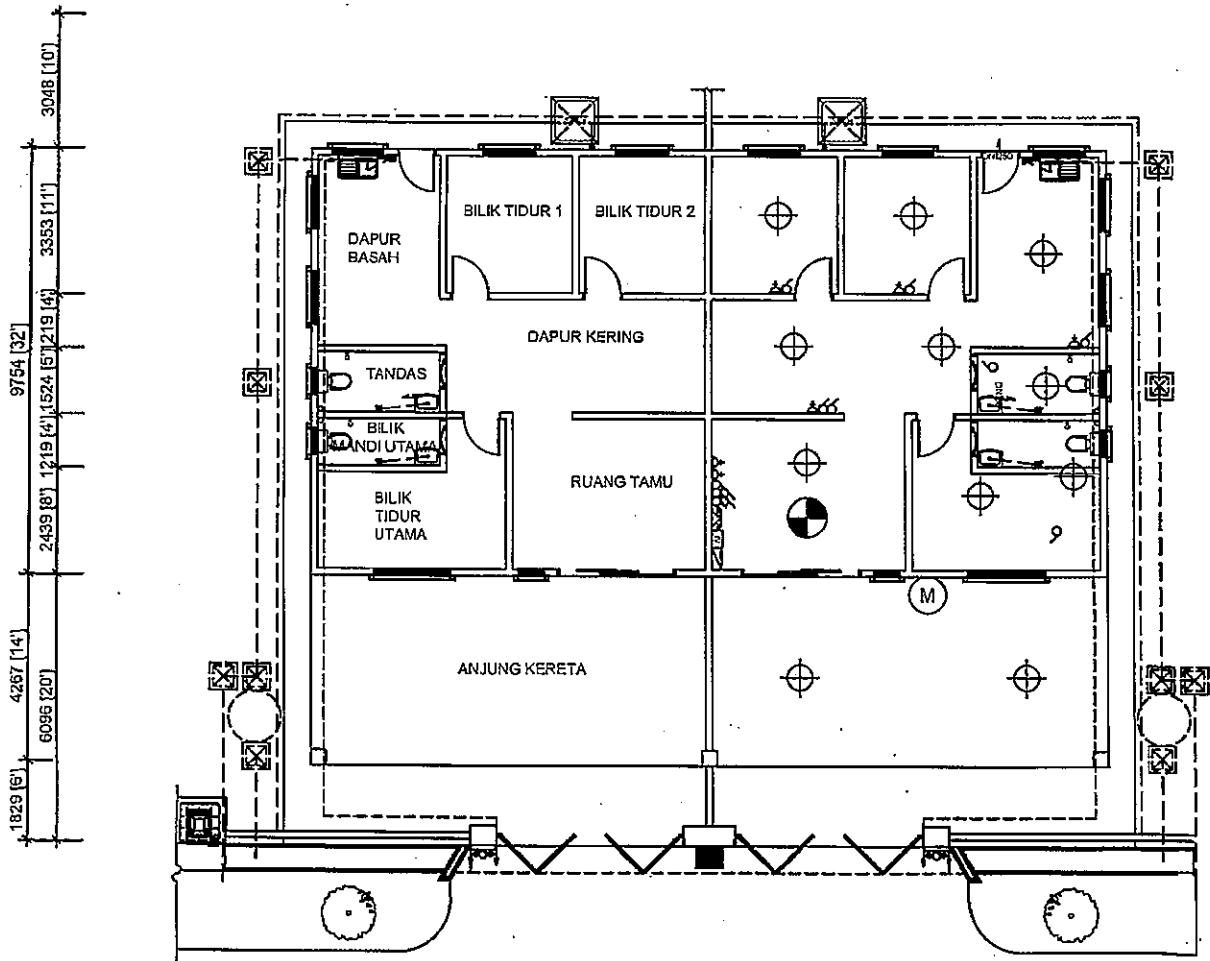 3048 [10']
9754 [32']
3353 [11']
1219 [4']
1524 [5']
1219 [4']
2439 [8']
4267 [14']
6096 [20']
1829 [6']
BILIK TIDUR 1
BILIK TIDUR 2
DAPUR
BASAH
DAPUR KERING
TANDAS
BILIK
MANDI UTAMA
RUANG TAMU
BILIK
TIDUR
UTAMA
M
ANJUNG KERETA